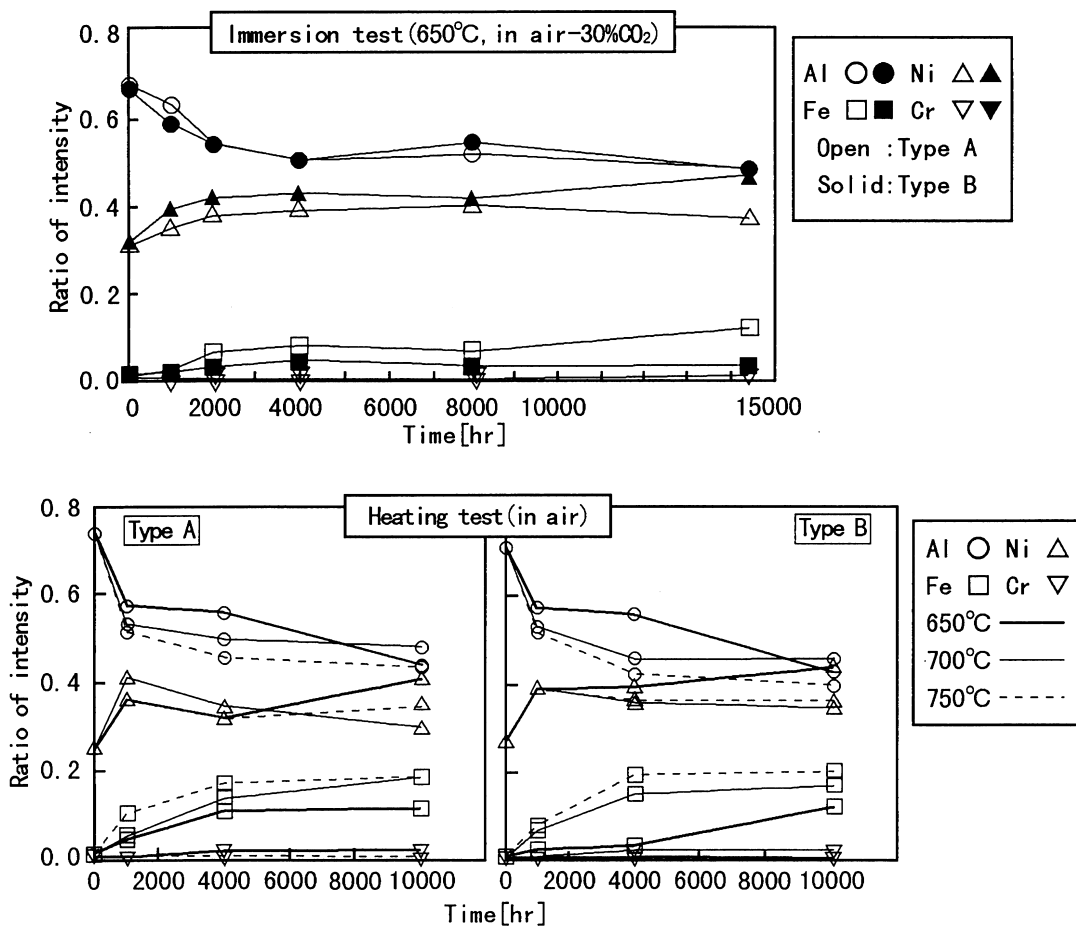 Immersion test(650℃, in air-30%CO₂)
Ratio of intensity
0.8
0.6
0.4
0.2
0.0
0 2000 4000 6000 8000 10000 15000
Time[hr]
Al ○● Ni △▲
Fe □■ Cr ▽▼
Open :Type A
Solid:Type B
Heating test(in air)
Type A
Type B
Ratio of intensity
0.8
0.6
0.4
0.2
0.0
0 2000 4000 6000 8000 10000
0 2000 4000 6000 8000 10000
Time[hr]
Al ○ Ni △
Fe □ Cr ▽
650℃
700℃
750℃